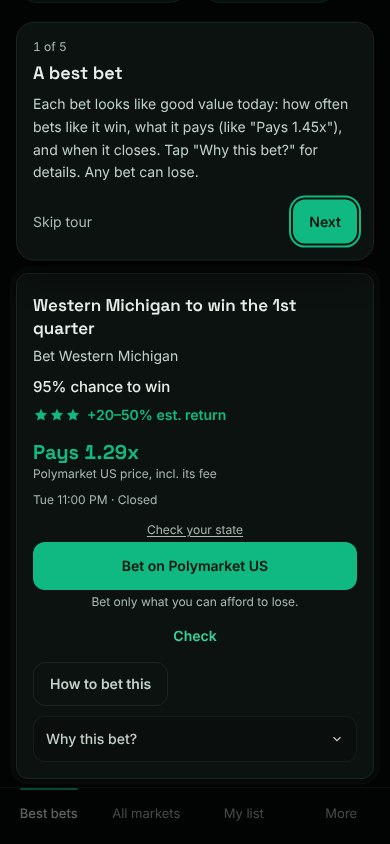 1 of 5
A best bet
Each bet looks like good value today: how often
bets like it win, what it pays (like "Pays 1.45x"),
and when it closes. Tap "Why this bet?" for
details. Any bet can lose.
Skip tour
Next
Western Michigan to win the 1st
quarter
Bet Western Michigan
95% chance to win
★★★ +20–50% est. return
Pays 1.29x
Polymarket US price, incl. its fee
Tue 11:00 PM · Closed
Check your state
Bet on Polymarket US
Bet only what you can afford to lose.
Check
How to bet this
Why this bet?
Best bets
All markets
My list
More